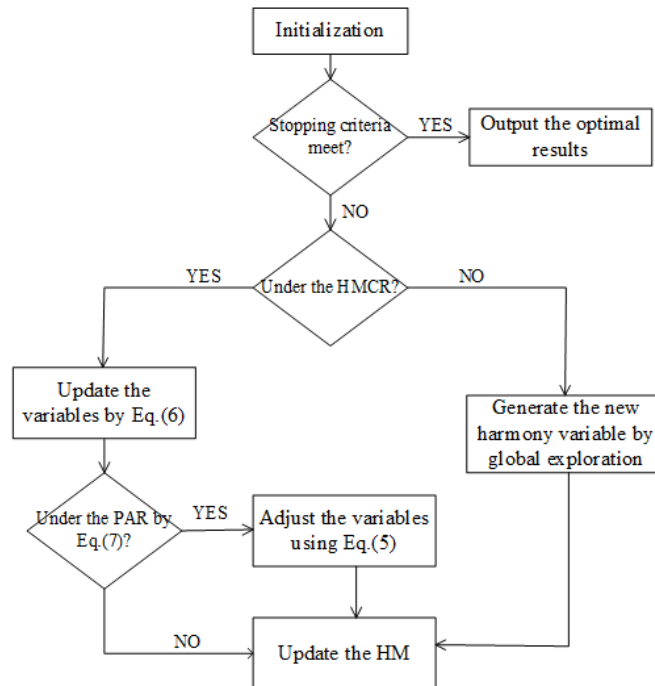 Initialization
Stopping criteria
meet?
YES
Output the optimal
results
NO
YES
Under the HMCR?
NO
Update the
variables by Eq.(6)
Generate the new
harmony variable by
global exploration
Under the PAR by
Eq.(7)?
YES
Adjust the variables
using Eq.(5)
NO
Update the HM